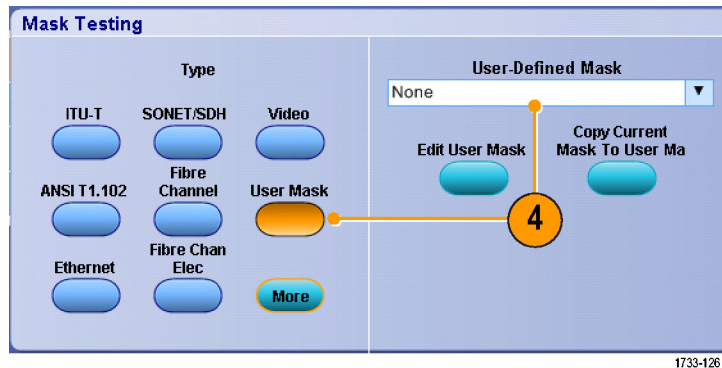 Mask Testing
Type
ITU-T
SONET/SDH
Video
ANSI T1.102
Fibre
Channel
User Mask
Ethernet
Fibre Chan
Elec
More
User-Defined Mask
None
Edit User Mask
Copy Current
Mask To User Ma
4
1733-126